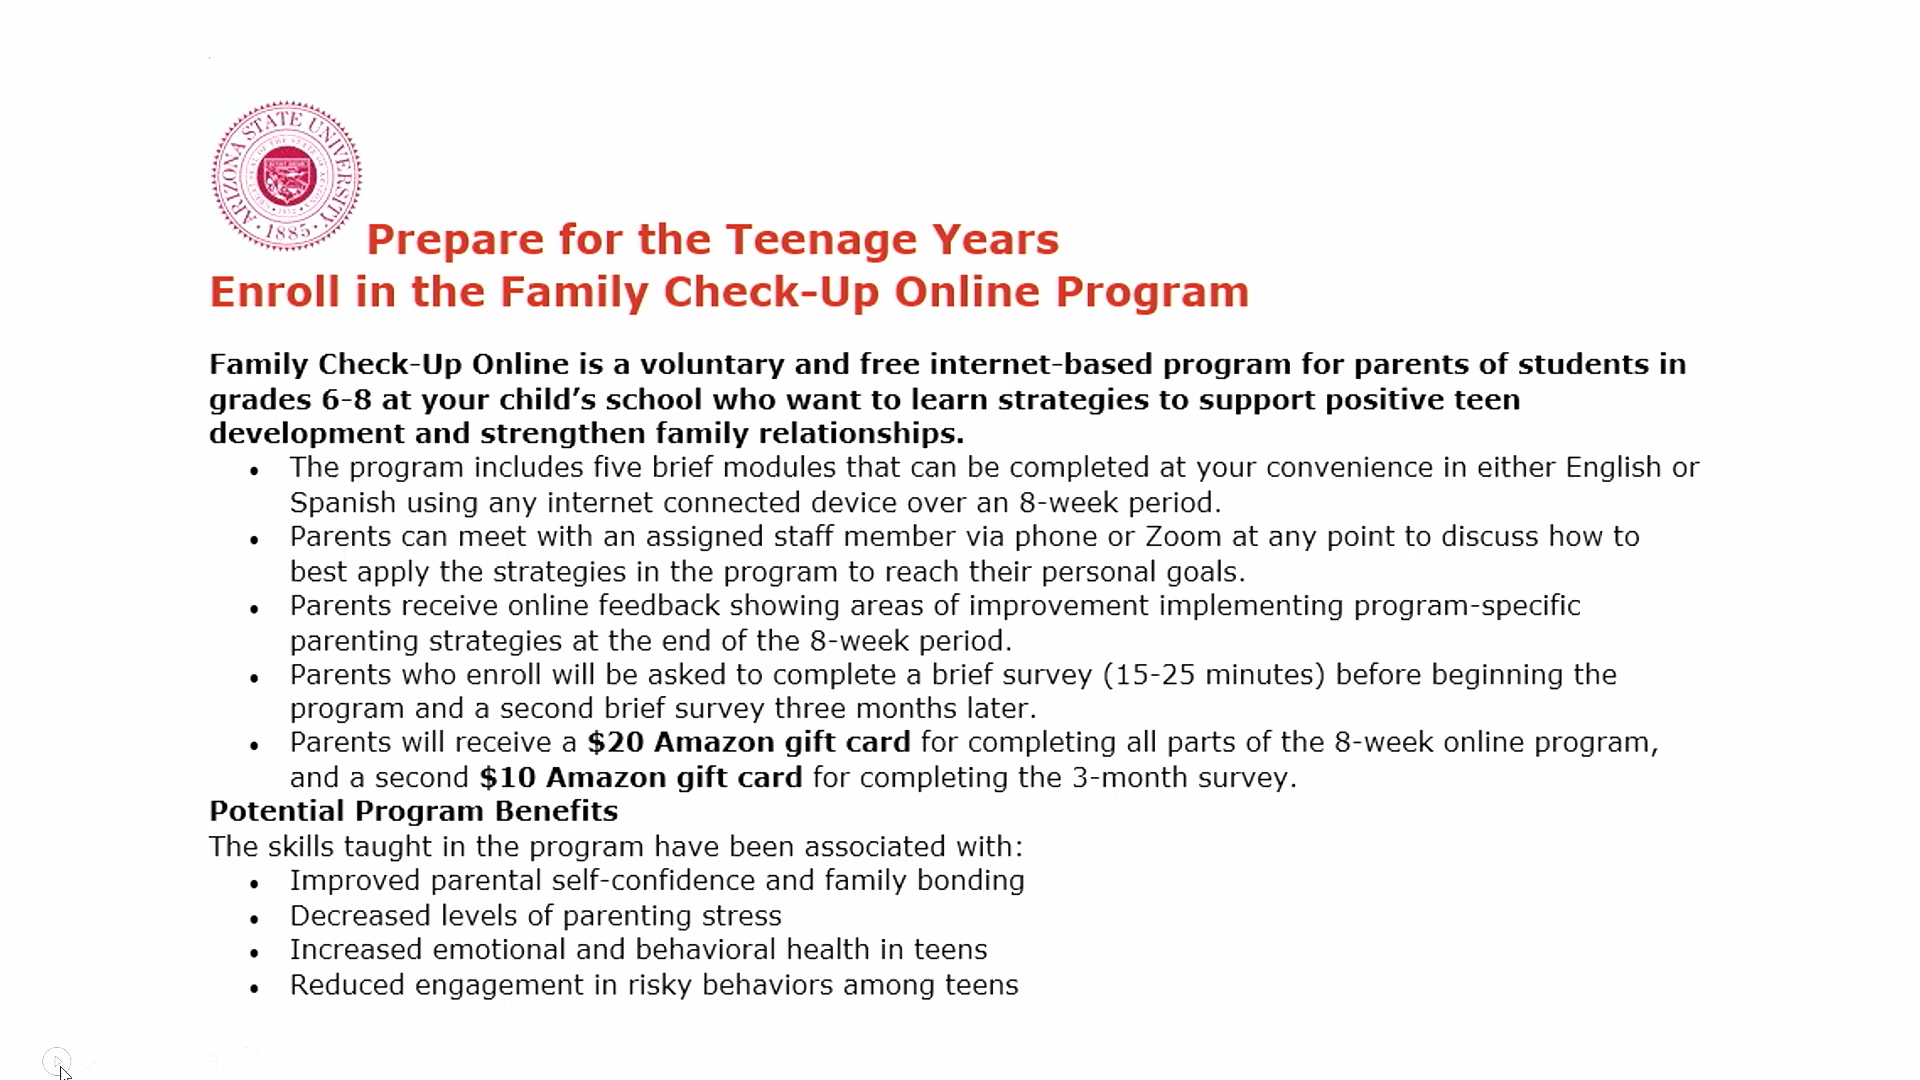 ARIZONA STATE UNIVERSITY
1885
Prepare for the Teenage Years
Enroll in the Family Check-Up Online Program
Family Check-Up Online is a voluntary and free internet-based program for parents of students in
grades 6-8 at your child’s school who want to learn strategies to support positive teen
development and strengthen family relationships.
• The program includes five brief modules that can be completed at your convenience in either English or
Spanish using any internet connected device over an 8-week period.
• Parents can meet with an assigned staff member via phone or Zoom at any point to discuss how to
best apply the strategies in the program to reach their personal goals.
• Parents receive online feedback showing areas of improvement implementing program-specific
parenting strategies at the end of the 8-week period.
• Parents who enroll will be asked to complete a brief survey (15-25 minutes) before beginning the
program and a second brief survey three months later.
• Parents will receive a $20 Amazon gift card for completing all parts of the 8-week online program,
and a second $10 Amazon gift card for completing the 3-month survey.
Potential Program Benefits
The skills taught in the program have been associated with:
• Improved parental self-confidence and family bonding
• Decreased levels of parenting stress
• Increased emotional and behavioral health in teens
• Reduced engagement in risky behaviors among teens